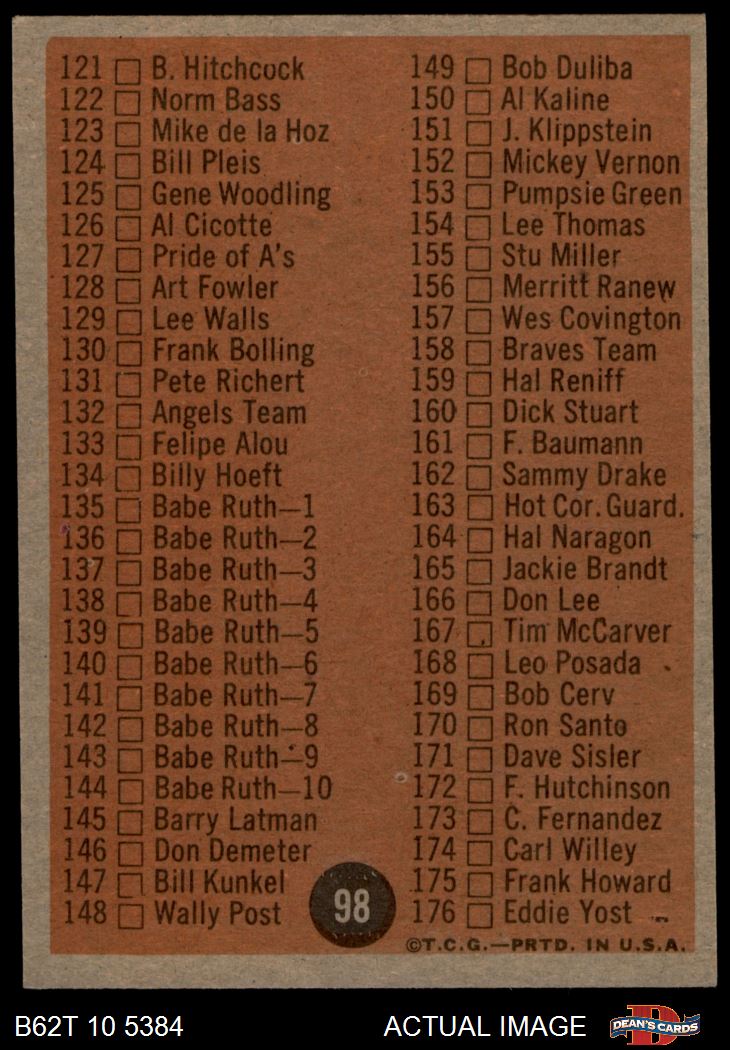 121 B. Hitchcock
122 Norm Bass
123 Mike de la Hoz
124 Bill Pleis
125 Gene Woodling
126 Al Cicotte
127 Pride of A's
128 Art Fowler
129 Lee Walls
130 Frank Bolling
131 Pete Richert
132 Angels Team
133 Felipe Alou
134 Billy Hoeft
135 Babe Ruth—1
136 Babe Ruth—2
137 Babe Ruth—3
138 Babe Ruth—4
139 Babe Ruth—5
140 Babe Ruth—6
141 Babe Ruth—7
142 Babe Ruth—8
143 Babe Ruth—9
144 Babe Ruth—10
145 Barry Latman
146 Don Demeter
147 Bill Kunkel
148 Wally Post
149 Bob Duliba
150 Al Kaline
151 J. Klippstein
152 Mickey Vernon
153 Pumpsie Green
154 Lee Thomas
155 Stu Miller
156 Merritt Ranew
157 Wes Covington
158 Braves Team
159 Hal Reniff
160 Dick Stuart
161 F. Baumann
162 Sammy Drake
163 Hot Cor. Guard.
164 Hal Naragon
165 Jackie Brandt
166 Don Lee
167 Tim McCarver
168 Leo Posada
169 Bob Cerv
170 Ron Santo
171 Dave Sisler
172 F. Hutchinson
173 C. Fernandez
174 Carl Willey
175 Frank Howard
176 Eddie Yost
98
©T.C.G.—PRTD. IN U.S.A.
B62T 10 5384
ACTUAL IMAGE
DEAN'S CARDS